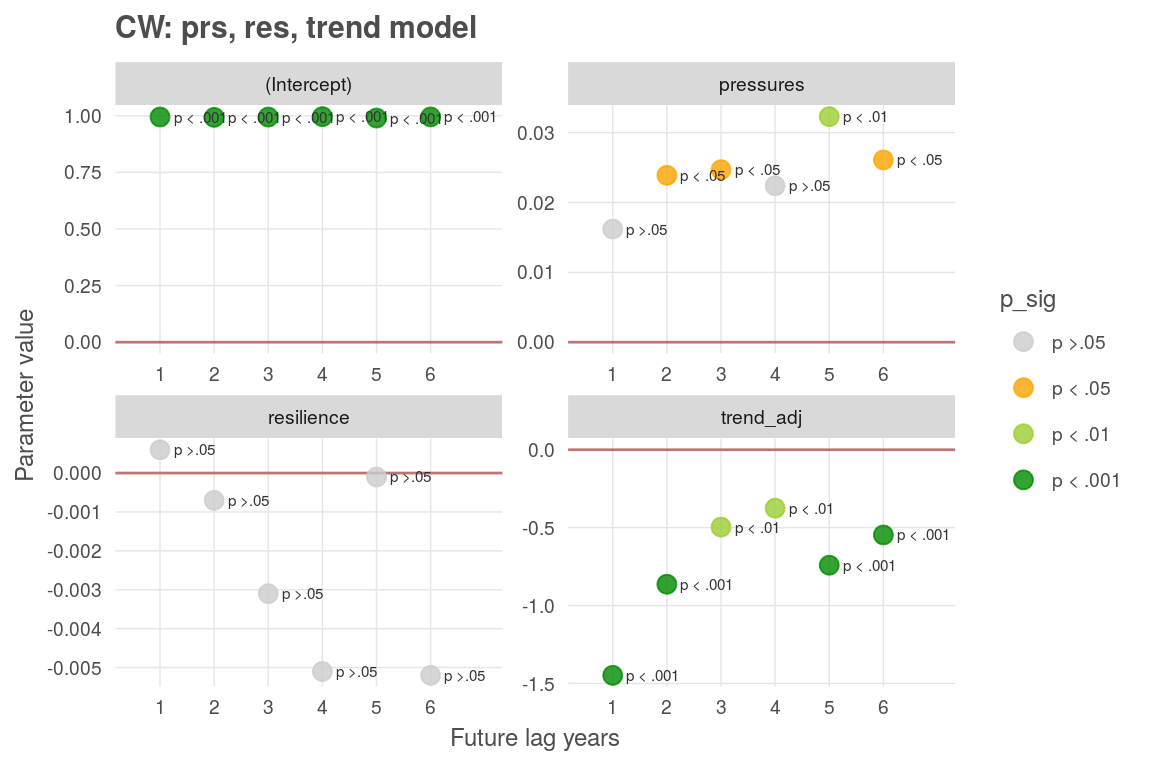 CW: prs, res, trend model
(Intercept)
pressures
1.00
0.75
0.50
0.25
0.00
p < .001
p < .001
p < .001
p < .001
p < .001
p < .001
1 2 3 4 5 6
0.03
0.02
0.01
0.00
p >.05
p < .05
p < .05
p >.05
p < .01
p < .05
1 2 3 4 5 6
Parameter value
resilience
trend_adj
0.000
-0.001
-0.002
-0.003
-0.004
-0.005
p >.05
p >.05
p >.05
p >.05
p >.05
p >.05
1 2 3 4 5 6
0.0
-0.5
-1.0
-1.5
p < .001
p < .001
p < .01
p < .01
p < .001
p < .001
1 2 3 4 5 6
Future lag years
p_sig
p >.05
p < .05
p < .01
p < .001